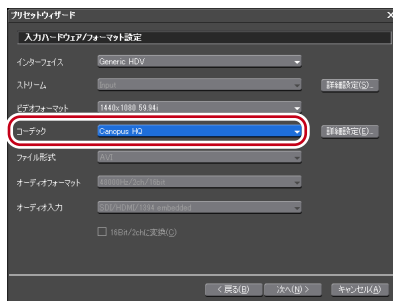 プリセットウィザード
入力ハードウェア/フォーマット設定
インターフェイス Generic HDV
ストリーム Input 詳細設定(S)...
ビデオフォーマット 1440x1080 59.94i
コーデック Canopus HQ 詳細設定(E)...
ファイル形式 AVI
オーディオフォーマット 48000Hz/2ch/16bit
オーディオ入力 SDI/HDMI/1394 embedded
16Bit/2chに変換(C)
< 戻る(B) 次へ(N) > キャンセル(A)